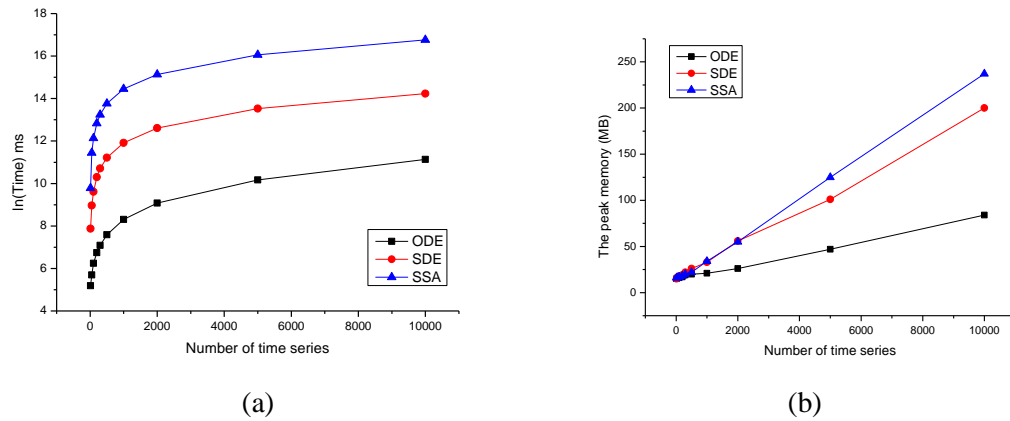 18
16
14
12
10
8
6
4
ln(Time) ms
0 2000 4000 6000 8000 10000
Number of time series
ODE
SDE
SSA
(a)
250
200
150
100
50
0
The peak memory (MB)
0 2000 4000 6000 8000 10000
Number of time series
ODE
SDE
SSA
(b)